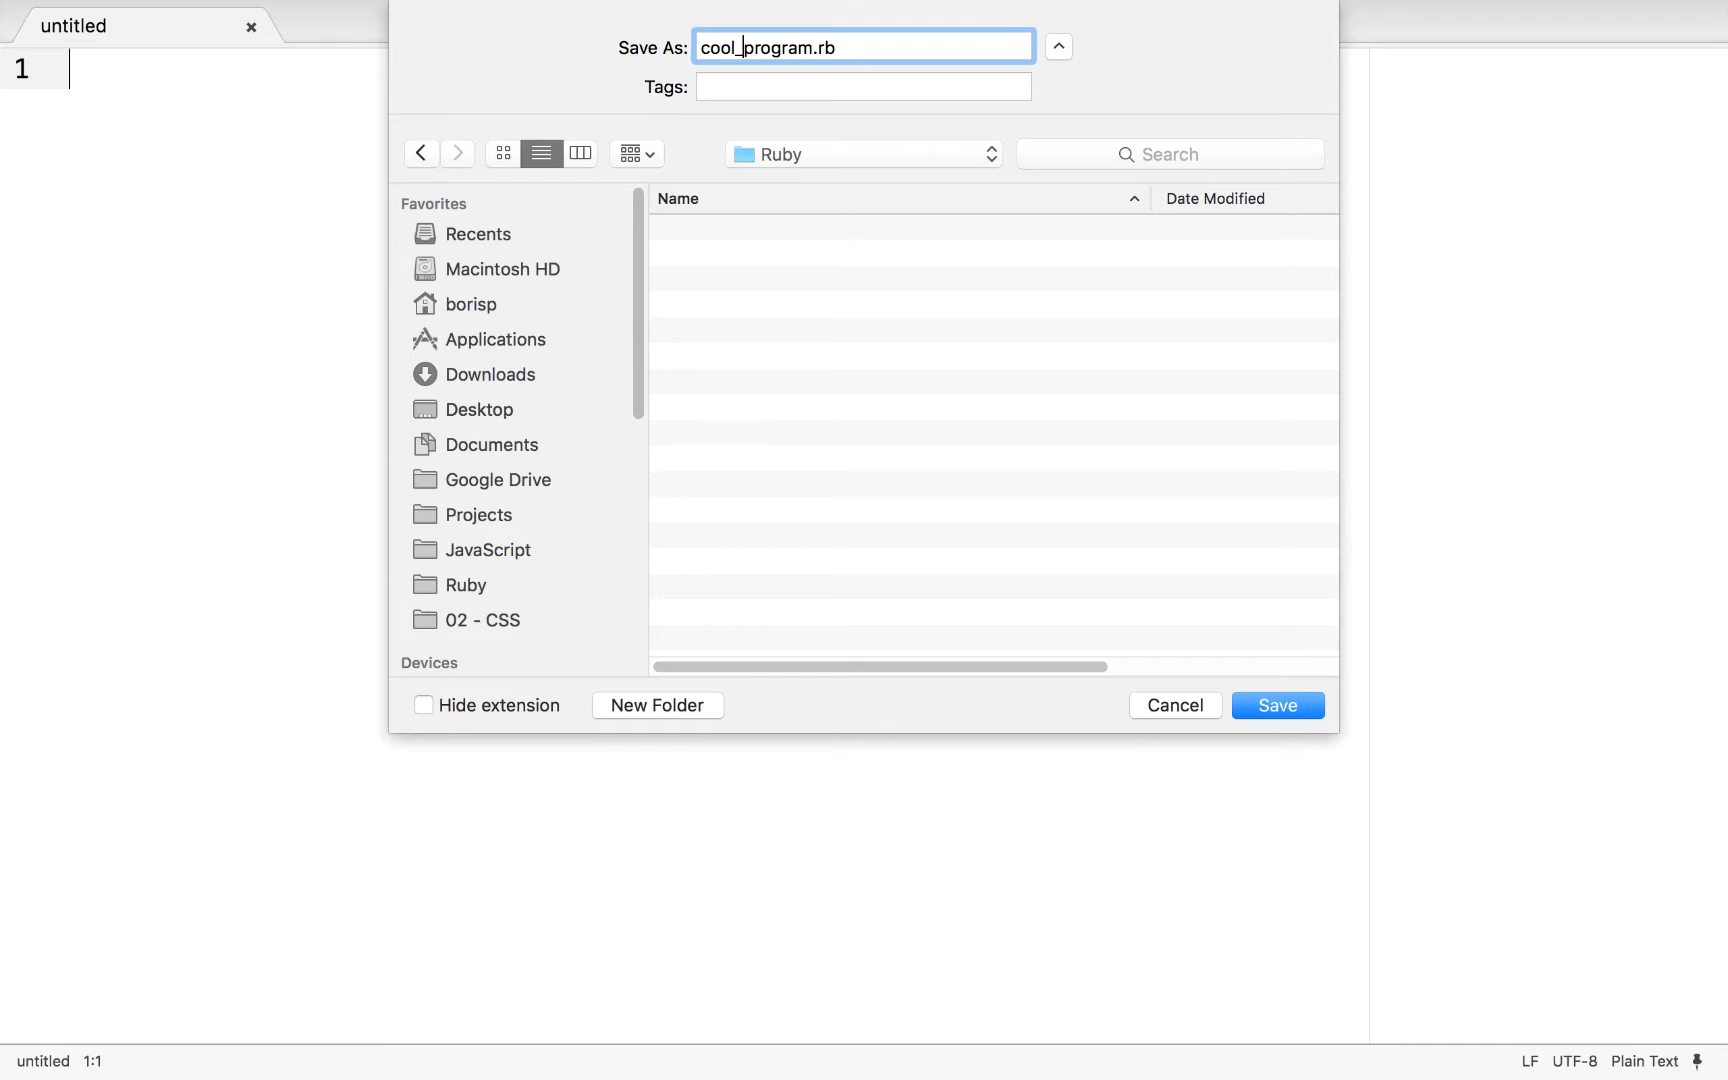 untitled
1
Save As: cool_program.rb
Tags:
Ruby
Search
Favorites
Recents
Macintosh HD
borisp
Applications
Downloads
Desktop
Documents
Google Drive
Projects
JavaScript
Ruby
02 - CSS
Devices
Name Date Modified
Hide extension New Folder Cancel Save
untitled 1:1 LF UTF-8 Plain Text